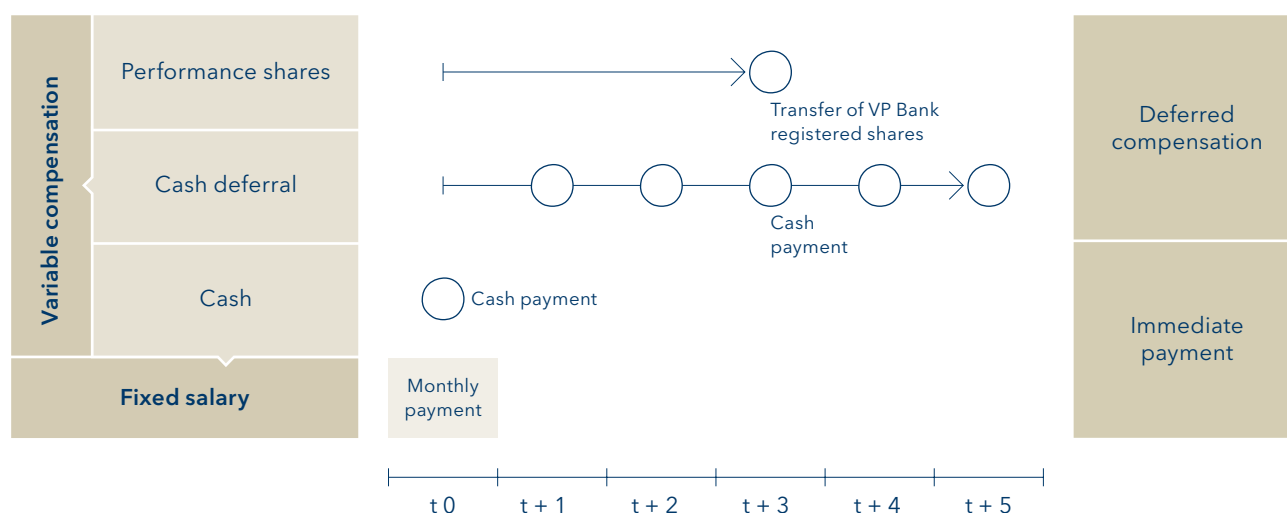 Variable compensation
Performance shares
Transfer of VP Bank
registered shares
Deferred
compensation
Cash deferral
Cash
payment
Cash
Cash payment
Immediate
payment
Fixed salary
Monthly
payment
t 0
t + 1
t + 2
t + 3
t + 4
t + 5